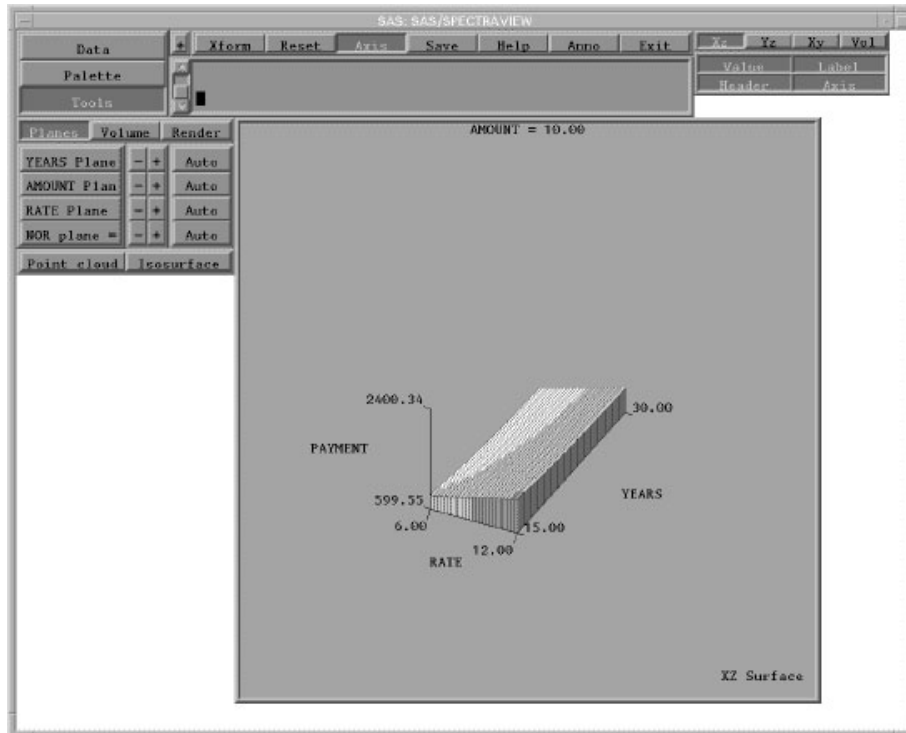 SAS: SAS/SPECTRAVIEW
Data
Palette
Tools
+ Xform Reset Axis Save Help Anno Exit
Xz Yz Xy Vol
Value Label
Header Axis
Planes Volume Render
YEARS Plane - + Auto
AMOUNT Plan - + Auto
RATE Plane - + Auto
NOR plane = - + Auto
Point cloud Isosurface
AMOUNT = 10.00
2400.34
30.00
PAYMENT
YEARS
599.55
6.00
15.00
12.00
RATE
XZ Surface